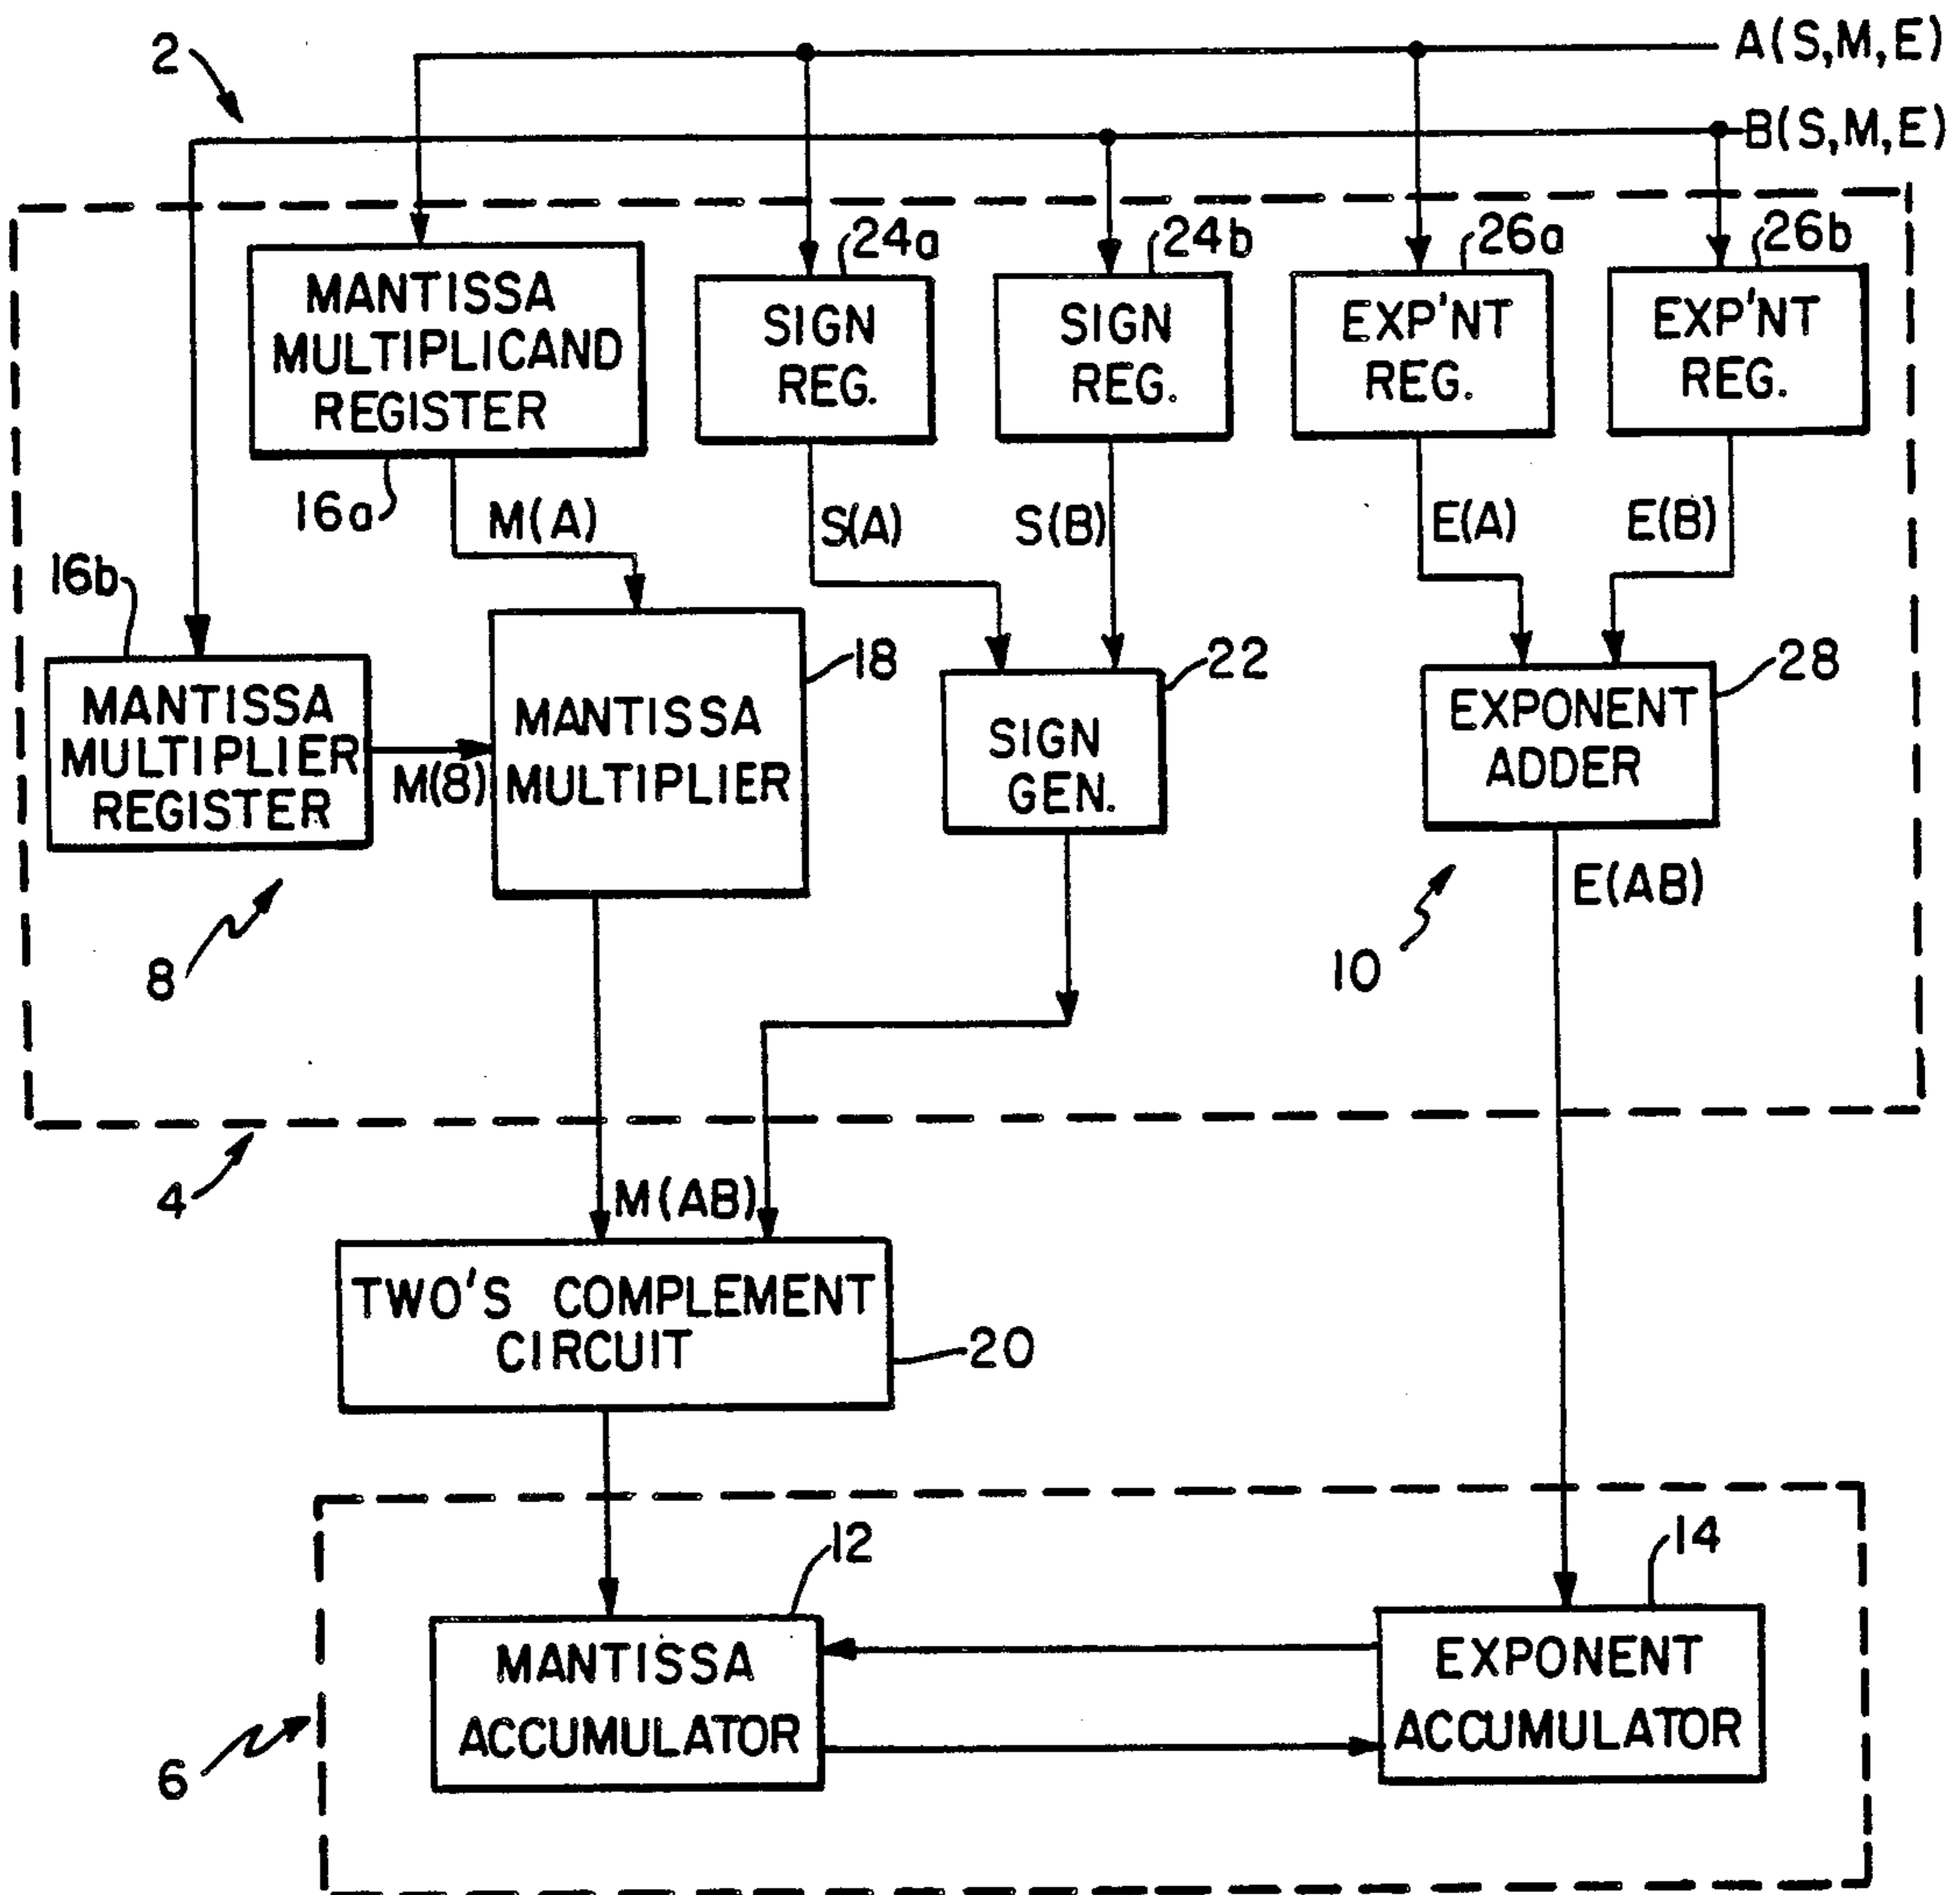 2
A(S,M,E)
B(S,M,E)
24a
24b
26a
26b
MANTISSA
MULTIPLICAND
REGISTER
SIGN
REG.
SIGN
REG.
EXP'NT
REG.
EXP'NT
REG.
16a
M(A)
S(A)
S(B)
E(A)
E(B)
16b
18
22
28
MANTISSA
MULTIPLIER
REGISTER
M(8)
MANTISSA
MULTIPLIER
SIGN
GEN.
EXPONENT
ADDER
E(AB)
8
10
4
M(AB)
TWO'S COMPLEMENT
CIRCUIT
20
12
14
MANTISSA
ACCUMULATOR
EXPONENT
ACCUMULATOR
6